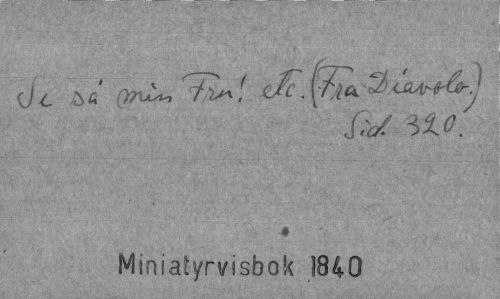 Se så min Fru! etc. (Fra Diavolo.)
Sid. 320.
Miniatyrvisbok 1840